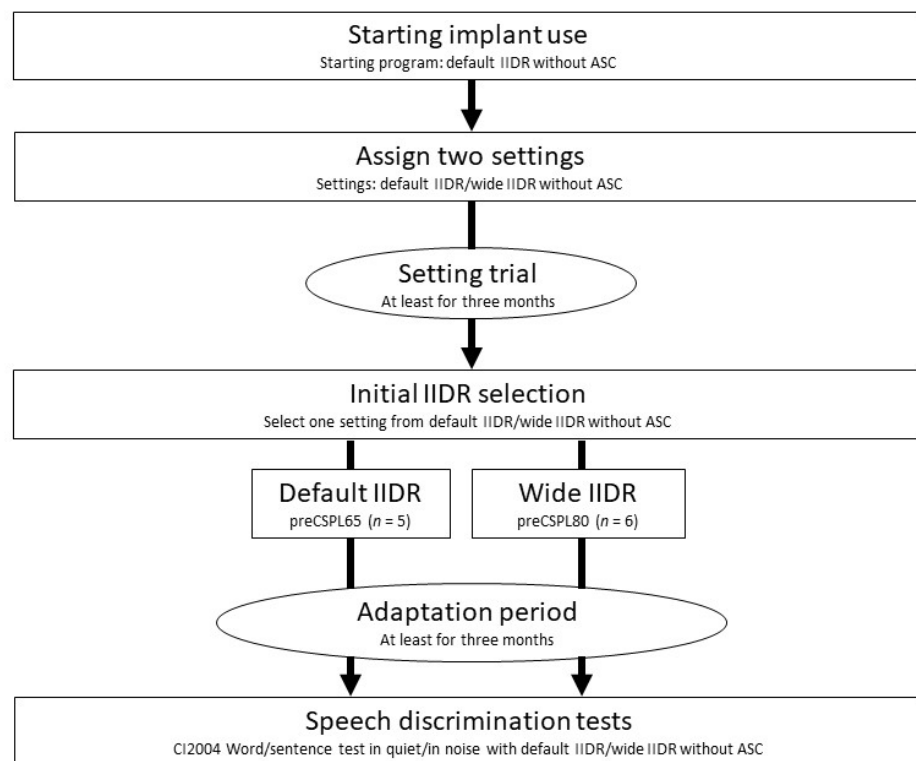 Starting implant use
Starting program: default IIDR without ASC
Assign two settings
Settings: default IIDR/wide IIDR without ASC
Setting trial
At least for three months
Initial IIDR selection
Select one setting from default IIDR/wide IIDR without ASC
Default IIDR
preCSPL65 (n = 5)
Wide IIDR
preCSPL80 (n = 6)
Adaptation period
At least for three months
Speech discrimination tests
CI2004 Word/sentence test in quiet/in noise with default IIDR/wide IIDR without ASC